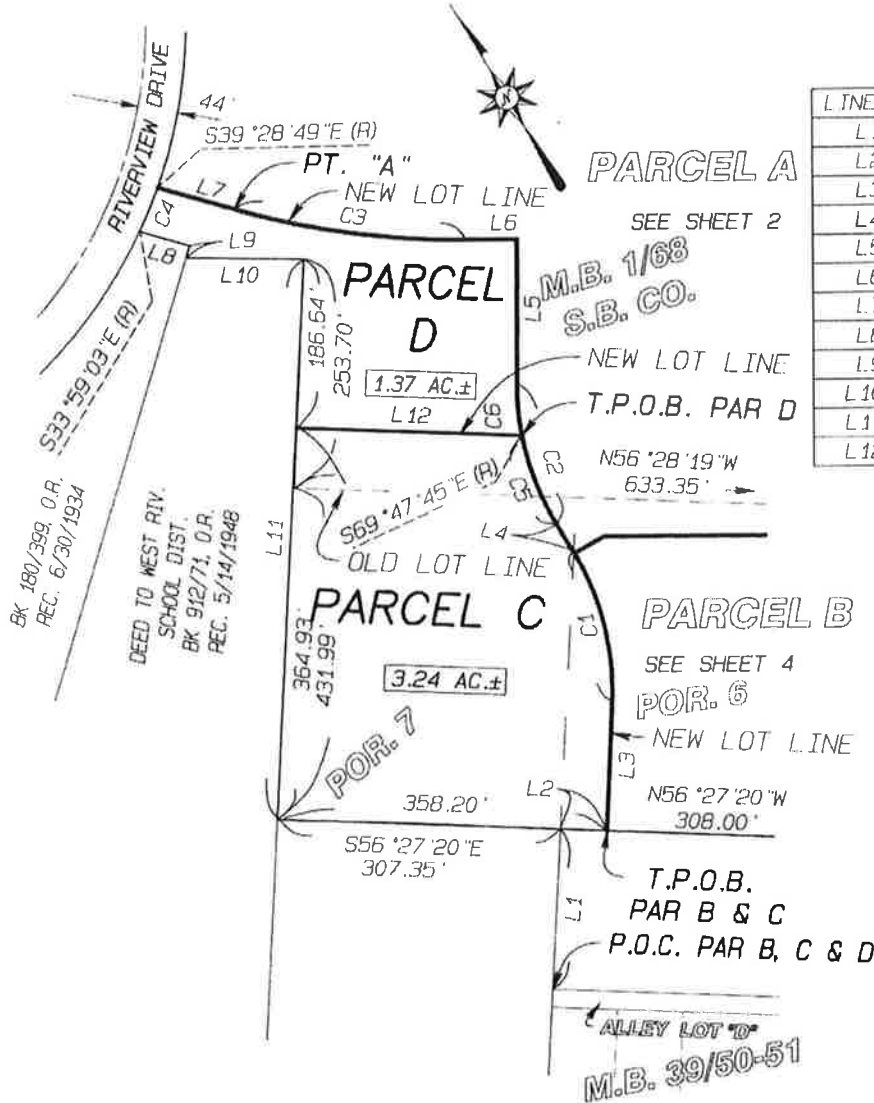 RIVERVIEW DRIVE
44'
S39°28'49"E (R)
PT. "A"
L7
NEW LOT LINE
C3
L6
C4
L8
L9
L10
N
PARCEL A
SEE SHEET 2
M.B. 1/68
S.B. CO.
L5
PARCEL
D
1.37 AC.±
186.64'
253.70'
NEW LOT LINE
L12
C6
T.P.O.B. PAR D
S33°59'03"E (R)
BK 180/399, O.R.
REC. 6/30/1934
DEED TO WEST RIV.
SCHOOL DIST.
BK 912/71, O.R.
REC. 5/14/1948
L11
S69°47'45"E (R)
C2
C5
N56°28'19"W
633.35'
L4
OLD LOT LINE
PARCEL C
3.24 AC.±
364.93'
431.99'
C1
PARCEL B
SEE SHEET 4
POR. 6
NEW LOT LINE
L3
POR. 7
358.20'
L2
N56°27'20"W
308.00'
S56°27'20"E
307.35'
T.P.O.B.
PAR B & C
L1
P.O.C. PAR B, C & D
ALLEY LOT "D"
M.B. 39/50-51
LINE
L4
L5
L6
L8
L10
L12